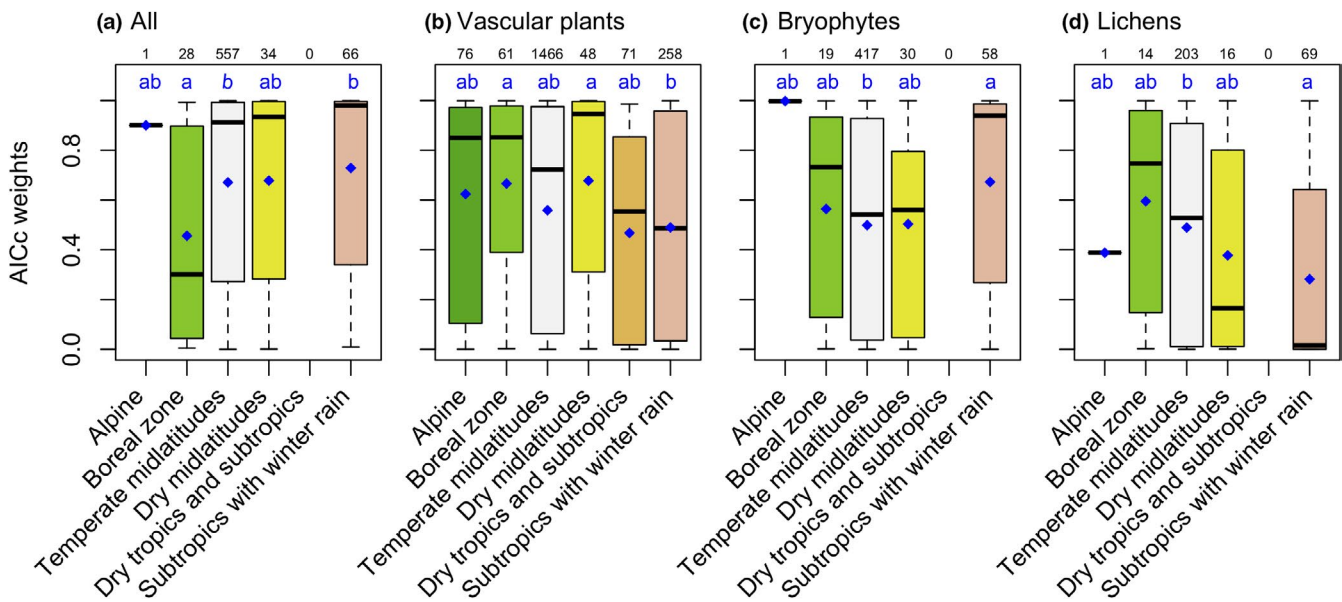 (a) All
(b) Vascular plants
(c) Bryophytes
(d) Lichens
1 28 557 34 0 66
76 61 1466 48 71 258
1 19 417 30 0 58
1 14 203 16 0 69
ab a b ab b
ab a ab a ab b
ab ab b ab a
ab ab b ab a
AICc weights
0.8
0.4
0.0
Alpine
Boreal zone
Temperate midlatitudes
Dry midlatitudes
Dry tropics and subtropics
Subtropics with winter rain
Alpine
Boreal zone
Temperate midlatitudes
Dry midlatitudes
Dry tropics and subtropics
Subtropics with winter rain
Alpine
Boreal zone
Temperate midlatitudes
Dry midlatitudes
Dry tropics and subtropics
Subtropics with winter rain
Alpine
Boreal zone
Temperate midlatitudes
Dry midlatitudes
Dry tropics and subtropics
Subtropics with winter rain